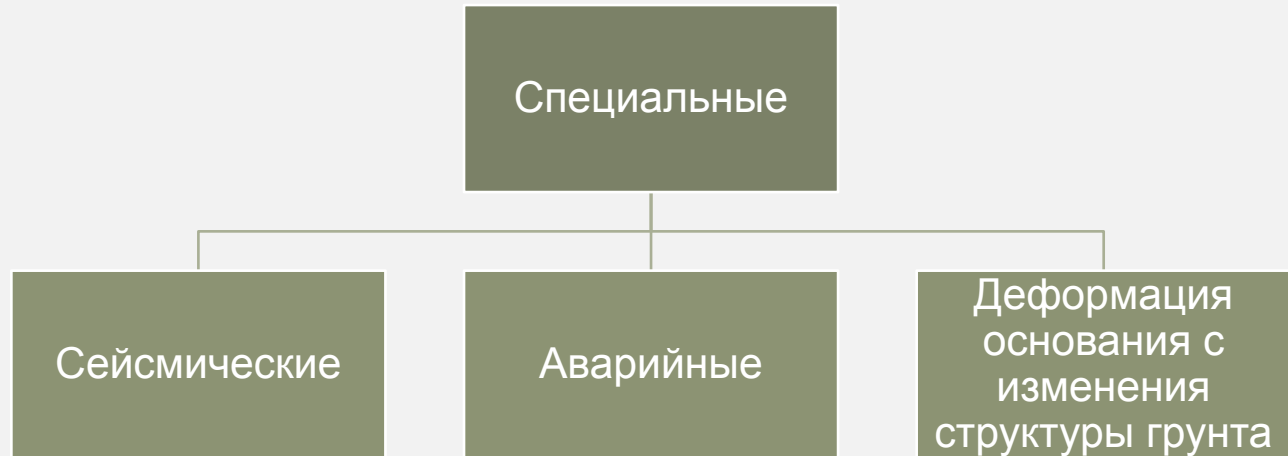 Специальные
Сейсмические
Аварийные
Деформация
основания с
изменения
структуры грунта